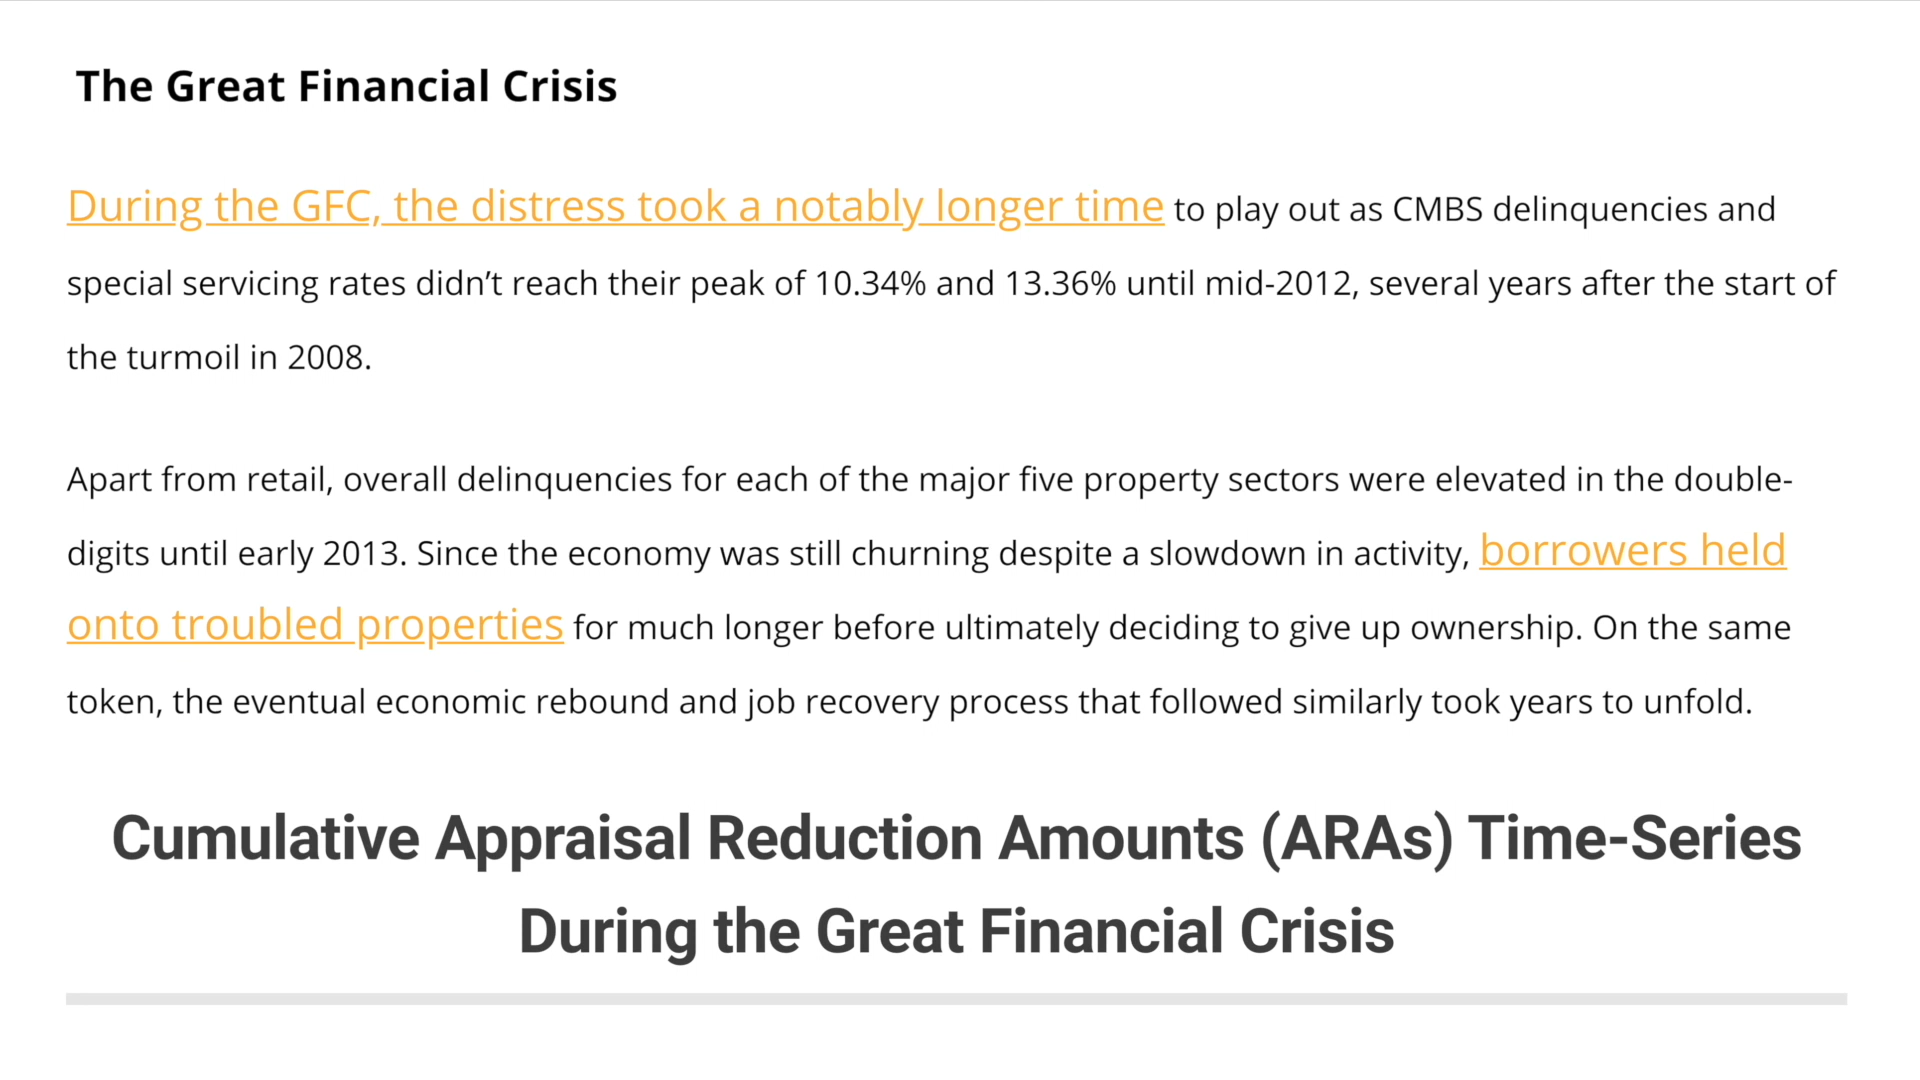 The Great Financial Crisis
During the GFC, the distress took a notably longer time to play out as CMBS delinquencies and
special servicing rates didn’t reach their peak of 10.34% and 13.36% until mid-2012, several years after the start of
the turmoil in 2008.
Apart from retail, overall delinquencies for each of the major five property sectors were elevated in the double-
digits until early 2013. Since the economy was still churning despite a slowdown in activity, borrowers held
onto troubled properties for much longer before ultimately deciding to give up ownership. On the same
token, the eventual economic rebound and job recovery process that followed similarly took years to unfold.
Cumulative Appraisal Reduction Amounts (ARAs) Time-Series
During the Great Financial Crisis